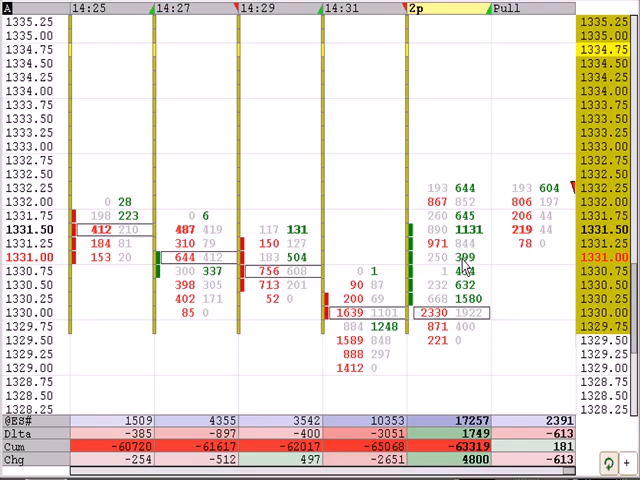 A 14:25 14:27 14:29 14:31 2p Pull
1335.25 1335.25
1335.00 1335.00
1334.75 1334.75
1334.50 1334.50
1334.25 1334.25
1334.00 1334.00
1333.75 1333.75
1333.50 1333.50
1333.25 1333.25
1333.00 1333.00
1332.75 1332.75
1332.50 1332.50
1332.25 193 644 193 604 1332.25
1332.00 0 28 867 852 806 197 1332.00
1331.75 198 223 0 6 260 645 206 44 1331.75
1331.50 412 210 487 419 117 131 890 1131 219 44 1331.50
1331.25 184 81 310 79 150 127 971 844 78 0 1331.25
1331.00 153 20 644 412 183 504 250 399 1331.00
1330.75 300 337 756 608 0 1 1 1330.75
1330.50 398 105 713 201 90 87 232 632 1330.50
1330.25 402 171 52 0 200 69 668 1580 1330.25
1330.00 85 0 1639 1101 2330 1922 1330.00
1329.75 884 1248 871 400 1329.75
1329.50 1589 848 221 0 1329.50
1329.25 888 297 1329.25
1329.00 1412 0 1329.00
1328.75 1328.75
1328.50 1328.50
1328.25 1328.25
@ES# 1509 4355 3542 10353 17257 2391
Dlta -385 -897 -400 -3051 1749 -613
Cum -60720 -61617 -62017 -65068 -63319 181
Chg -254 -512 497 -2651 4800 -613